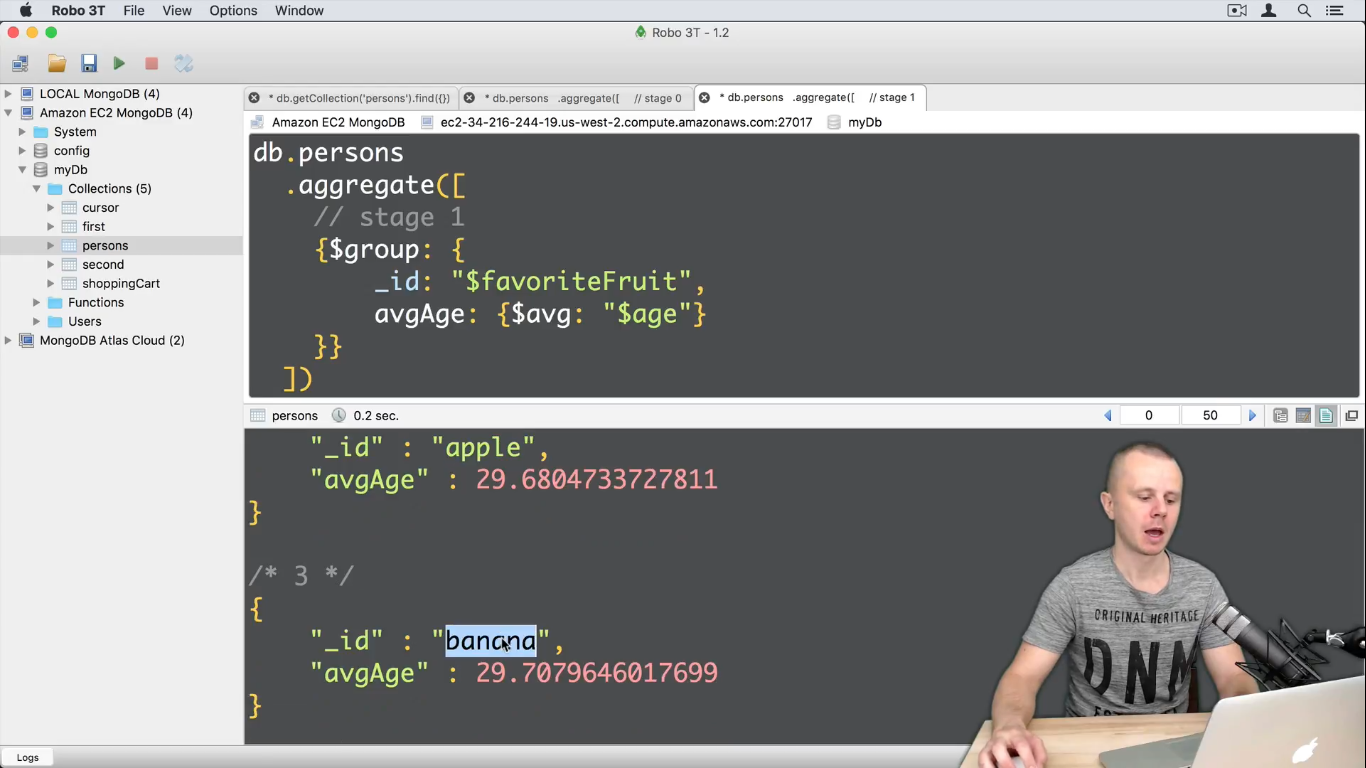 Robo 3T File View Options Window
Robo 3T - 1.2
LOCAL MongoDB (4)
Amazon EC2 MongoDB (4)
System
config
myDb
Collections (5)
cursor
first
persons
second
shoppingCart
Functions
Users
MongoDB Atlas Cloud (2)
* db.getCollection('persons').find({}) * db.persons .aggregate([ // stage 0 * db.persons .aggregate([ // stage 1
Amazon EC2 MongoDB ec2-34-216-244-19.us-west-2.compute.amazonaws.com:27017 myDb
db.persons
.aggregate([
// stage 1
{$group: {
_id: "$favoriteFruit",
avgAge: {$avg: "$age"}
}}
])
persons 0.2 sec. 0 50
"_id" : "apple",
"avgAge" : 29.6804733727811
}
/* 3 */
{
"_id" : "banana",
"avgAge" : 29.7079646017699
}
ORIGINAL HERITAGE
DNM
Logs